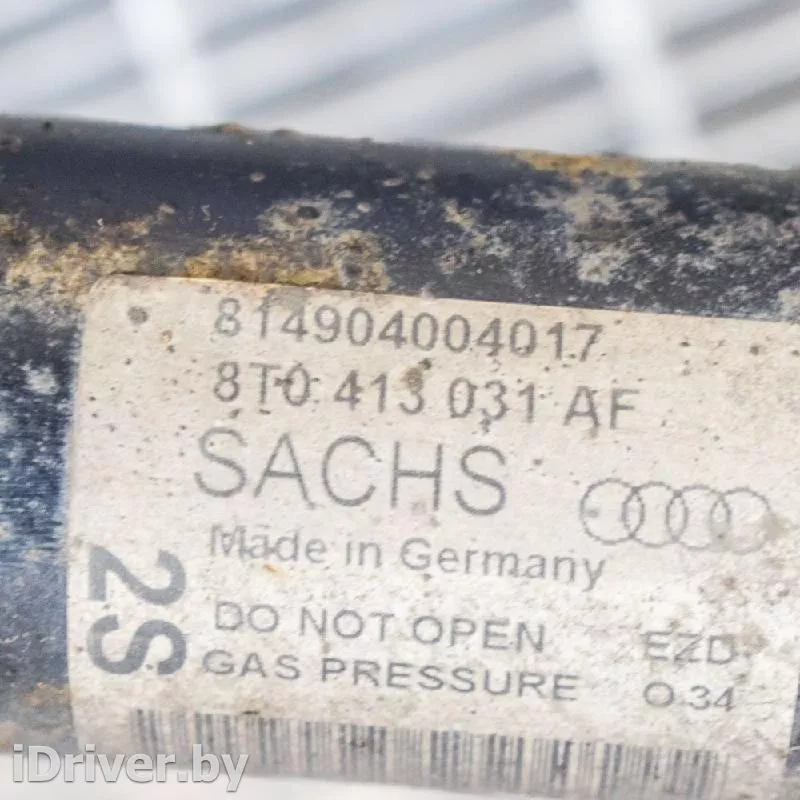 814904004017
8T0 413 031 AF
SACHS
Made in Germany
2S
DO NOT OPEN EZD
GAS PRESSURE O 34
iDriver.by